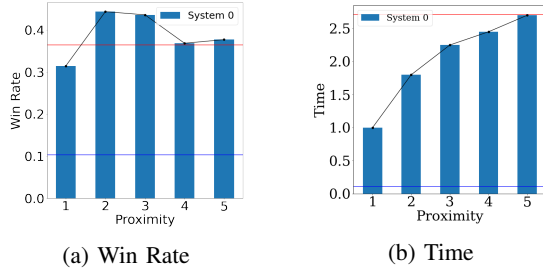 System 0
Win Rate
0.4
0.3
0.2
0.1
0.0
1 2 3 4 5
Proximity
(a) Win Rate
System 0
Time
2.5
2.0
1.5
1.0
0.5
0.0
1 2 3 4 5
Proximity
(b) Time